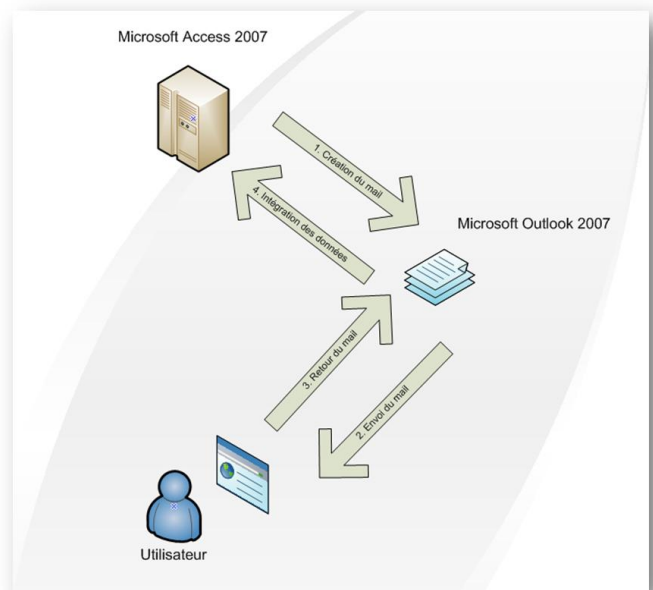 Microsoft Access 2007
1. Création du mail
4. Intégration des données
Microsoft Outlook 2007
3. Retour du mail
2. Envoi du mail
Utilisateur